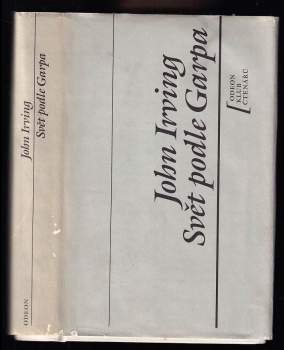 John Irving
Svět podle Garpa
ODEON
John Irving
Svět podle Garpa
ODEON
KLUB
ČTENÁŘŮ